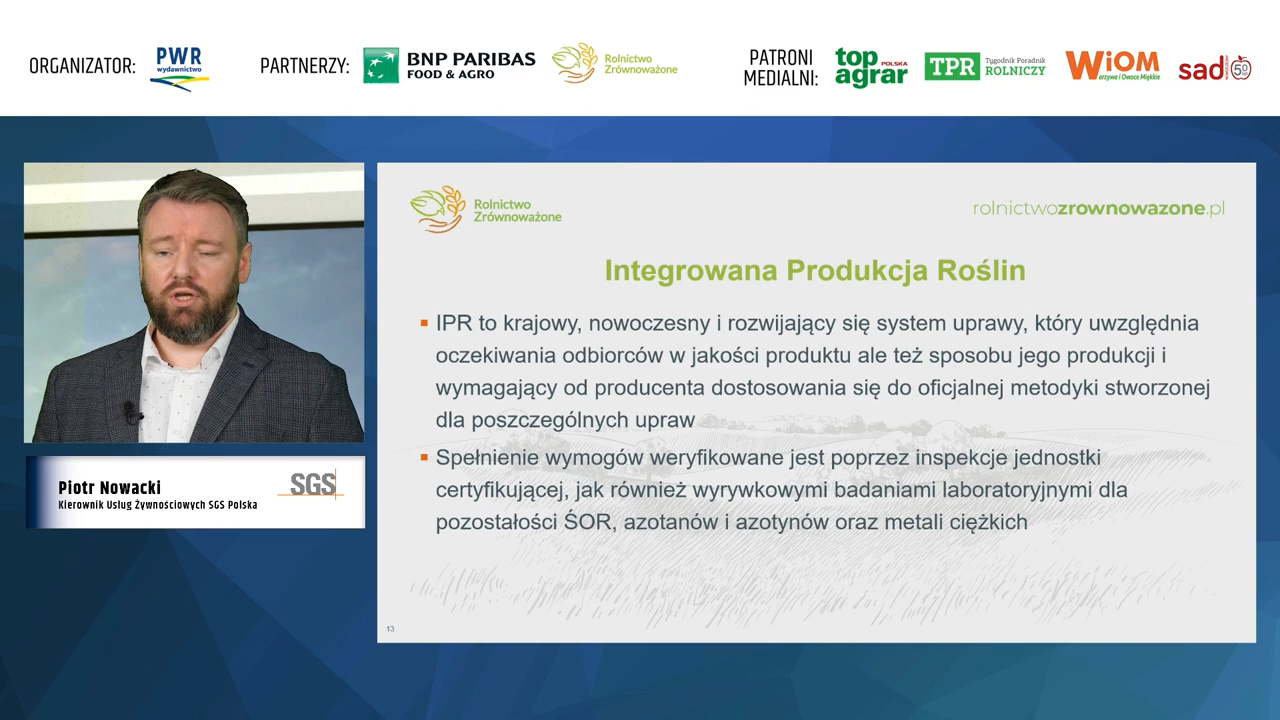 ORGANIZATOR:
PWR
wydawnictwo
PARTNERZY:
BNP PARIBAS
FOOD & AGRO
Rolnictwo
Zrównoważone
PATRONI
MEDIALNI:
top
agrar
POLSKA
TPR
Tygodnik Poradnik
ROLNICZY
WiOM
arzywa i Owoce Miękkie
sad
Rolnictwo
Zrównoważone
rolnictwozrownowazone.pl
Integrowana Produkcja Roślin
▪ IPR to krajowy, nowoczesny i rozwijający się system uprawy, który uwzględnia
oczekiwania odbiorców w jakości produktu ale też sposobu jego produkcji i
wymagający od producenta dostosowania się do oficjalnej metodyki stworzonej
dla poszczególnych upraw
▪ Spełnienie wymogów weryfikowane jest poprzez inspekcje jednostki
certyfikującej, jak również wyrywkowymi badaniami laboratoryjnymi dla
pozostałości ŚOR, azotanów i azotynów oraz metali ciężkich
13
Piotr Nowacki
Kierownik Usług Żywnościowych SGS Polska
SGS